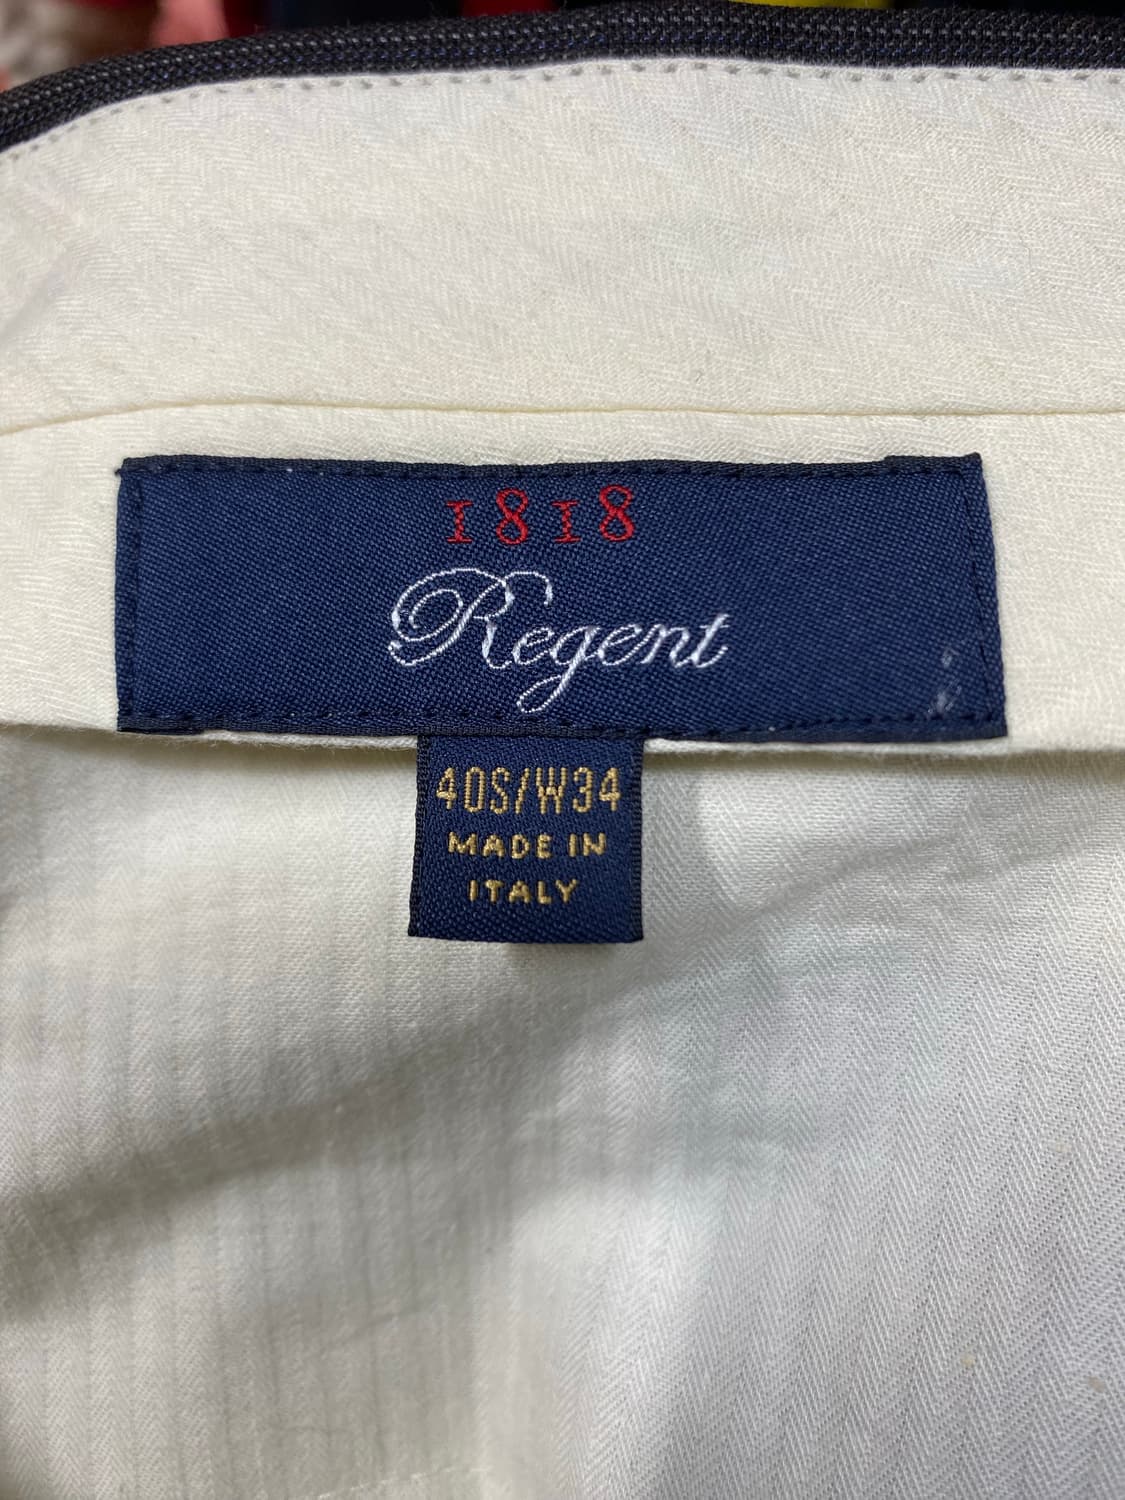 1818
Regent
40S/W34
MADE IN
ITALY